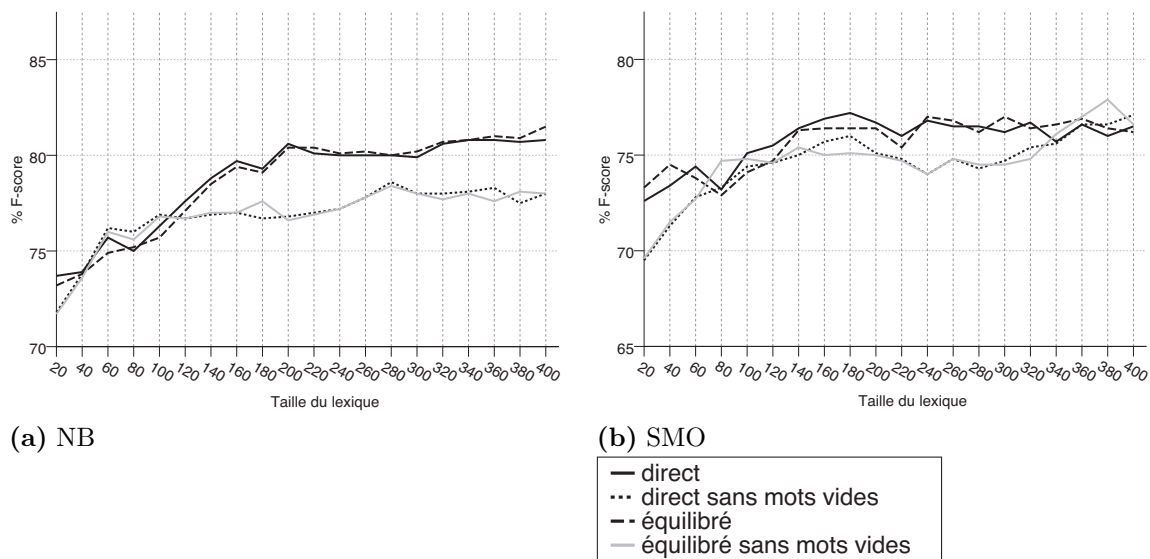 85
80
75
70
% F-score
20 40 60 80 100 120 140 160 180 200 220 240 260 280 300 320 340 360 380 400
Taille du lexique
(a) NB
80
75
70
65
% F-score
20 40 60 80 100 120 140 160 180 200 220 240 260 280 300 320 340 360 380 400
Taille du lexique
(b) SMO
direct
direct sans mots vides
équilibré
équilibré sans mots vides